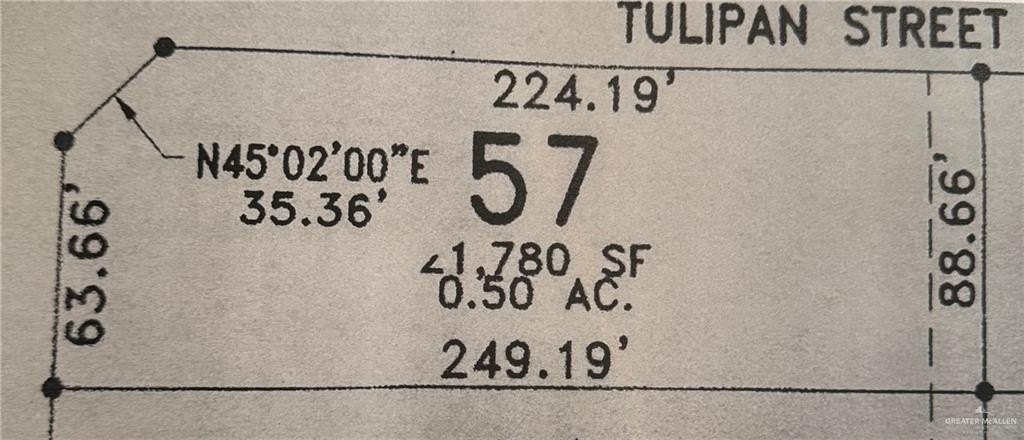 TULIPAN STREET
224.19'
N45°02'00"E
35.36'
57
63.66'
88.66'
21,780 SF
0.50 AC.
249.19'
GREATER McALLEN